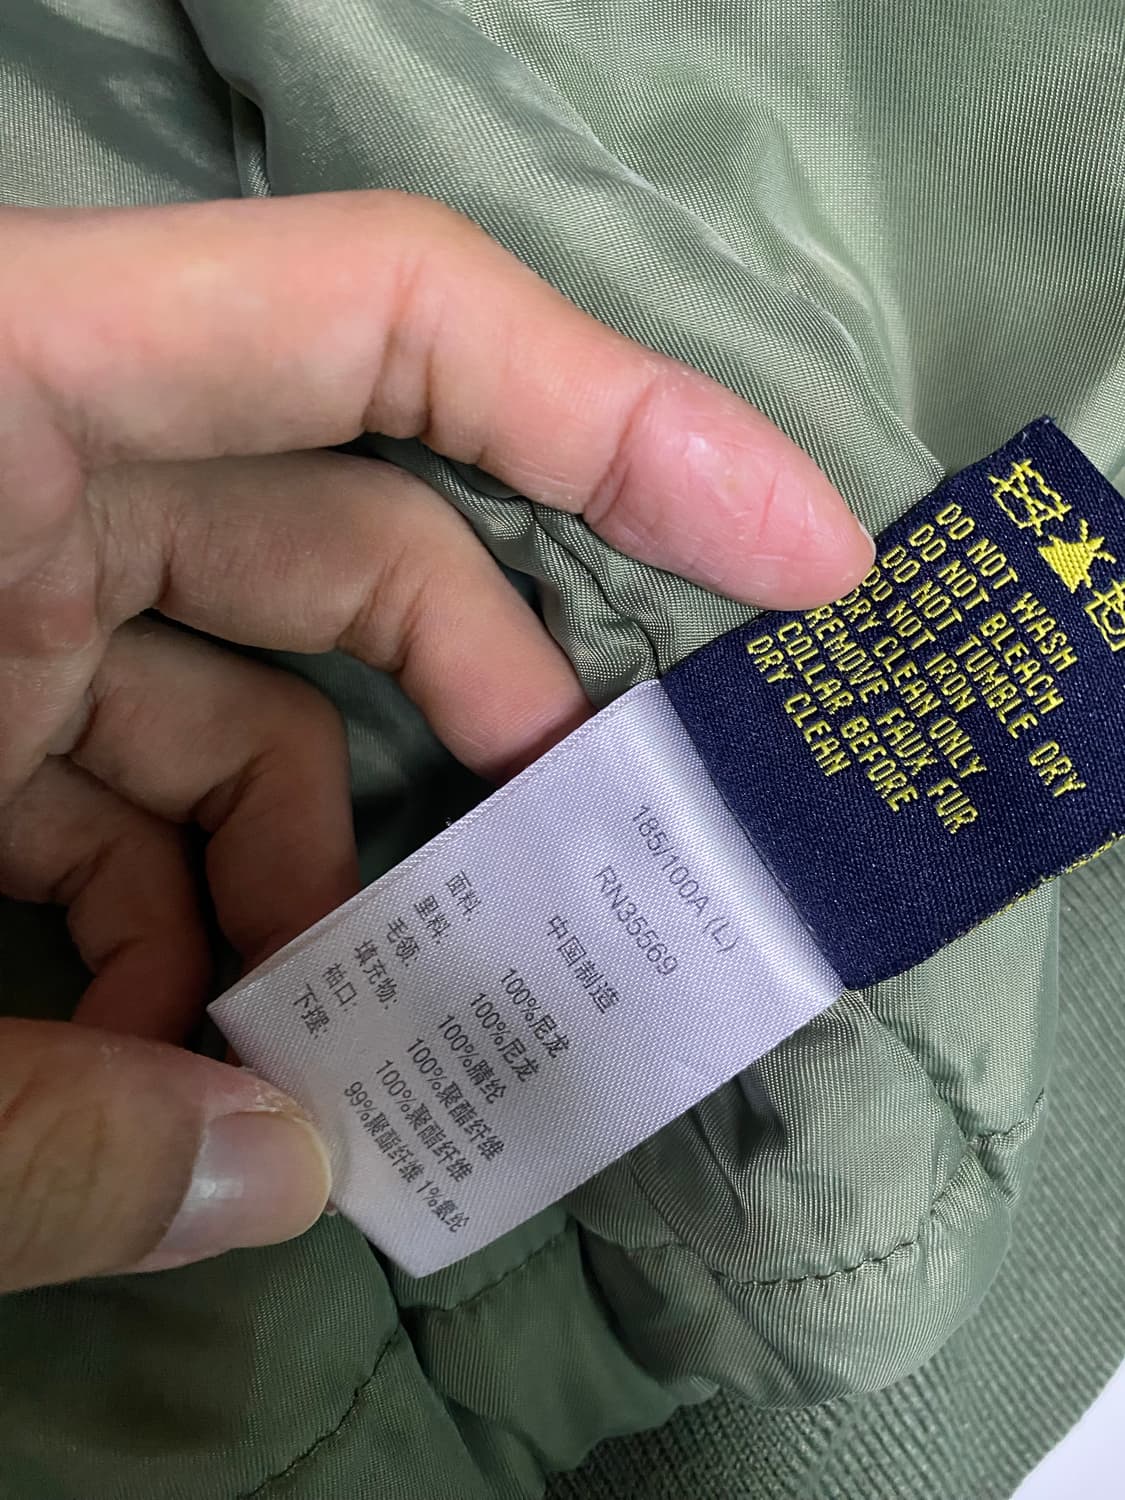 DO NOT WASH
DO NOT BLEACH
DO NOT TUMBLE DRY
DO NOT IRON
DRY CLEAN ONLY
REMOVE FAUX FUR
COLLAR BEFORE
DRY CLEAN
185/100A (L)
RN35569
中国制造
面料: 100%尼龙
里料: 100%尼龙
毛领: 100%腈纶
填充物: 100%聚酯纤维
袖口: 100%聚酯纤维
下摆: 99%聚酯纤维 1%氨纶